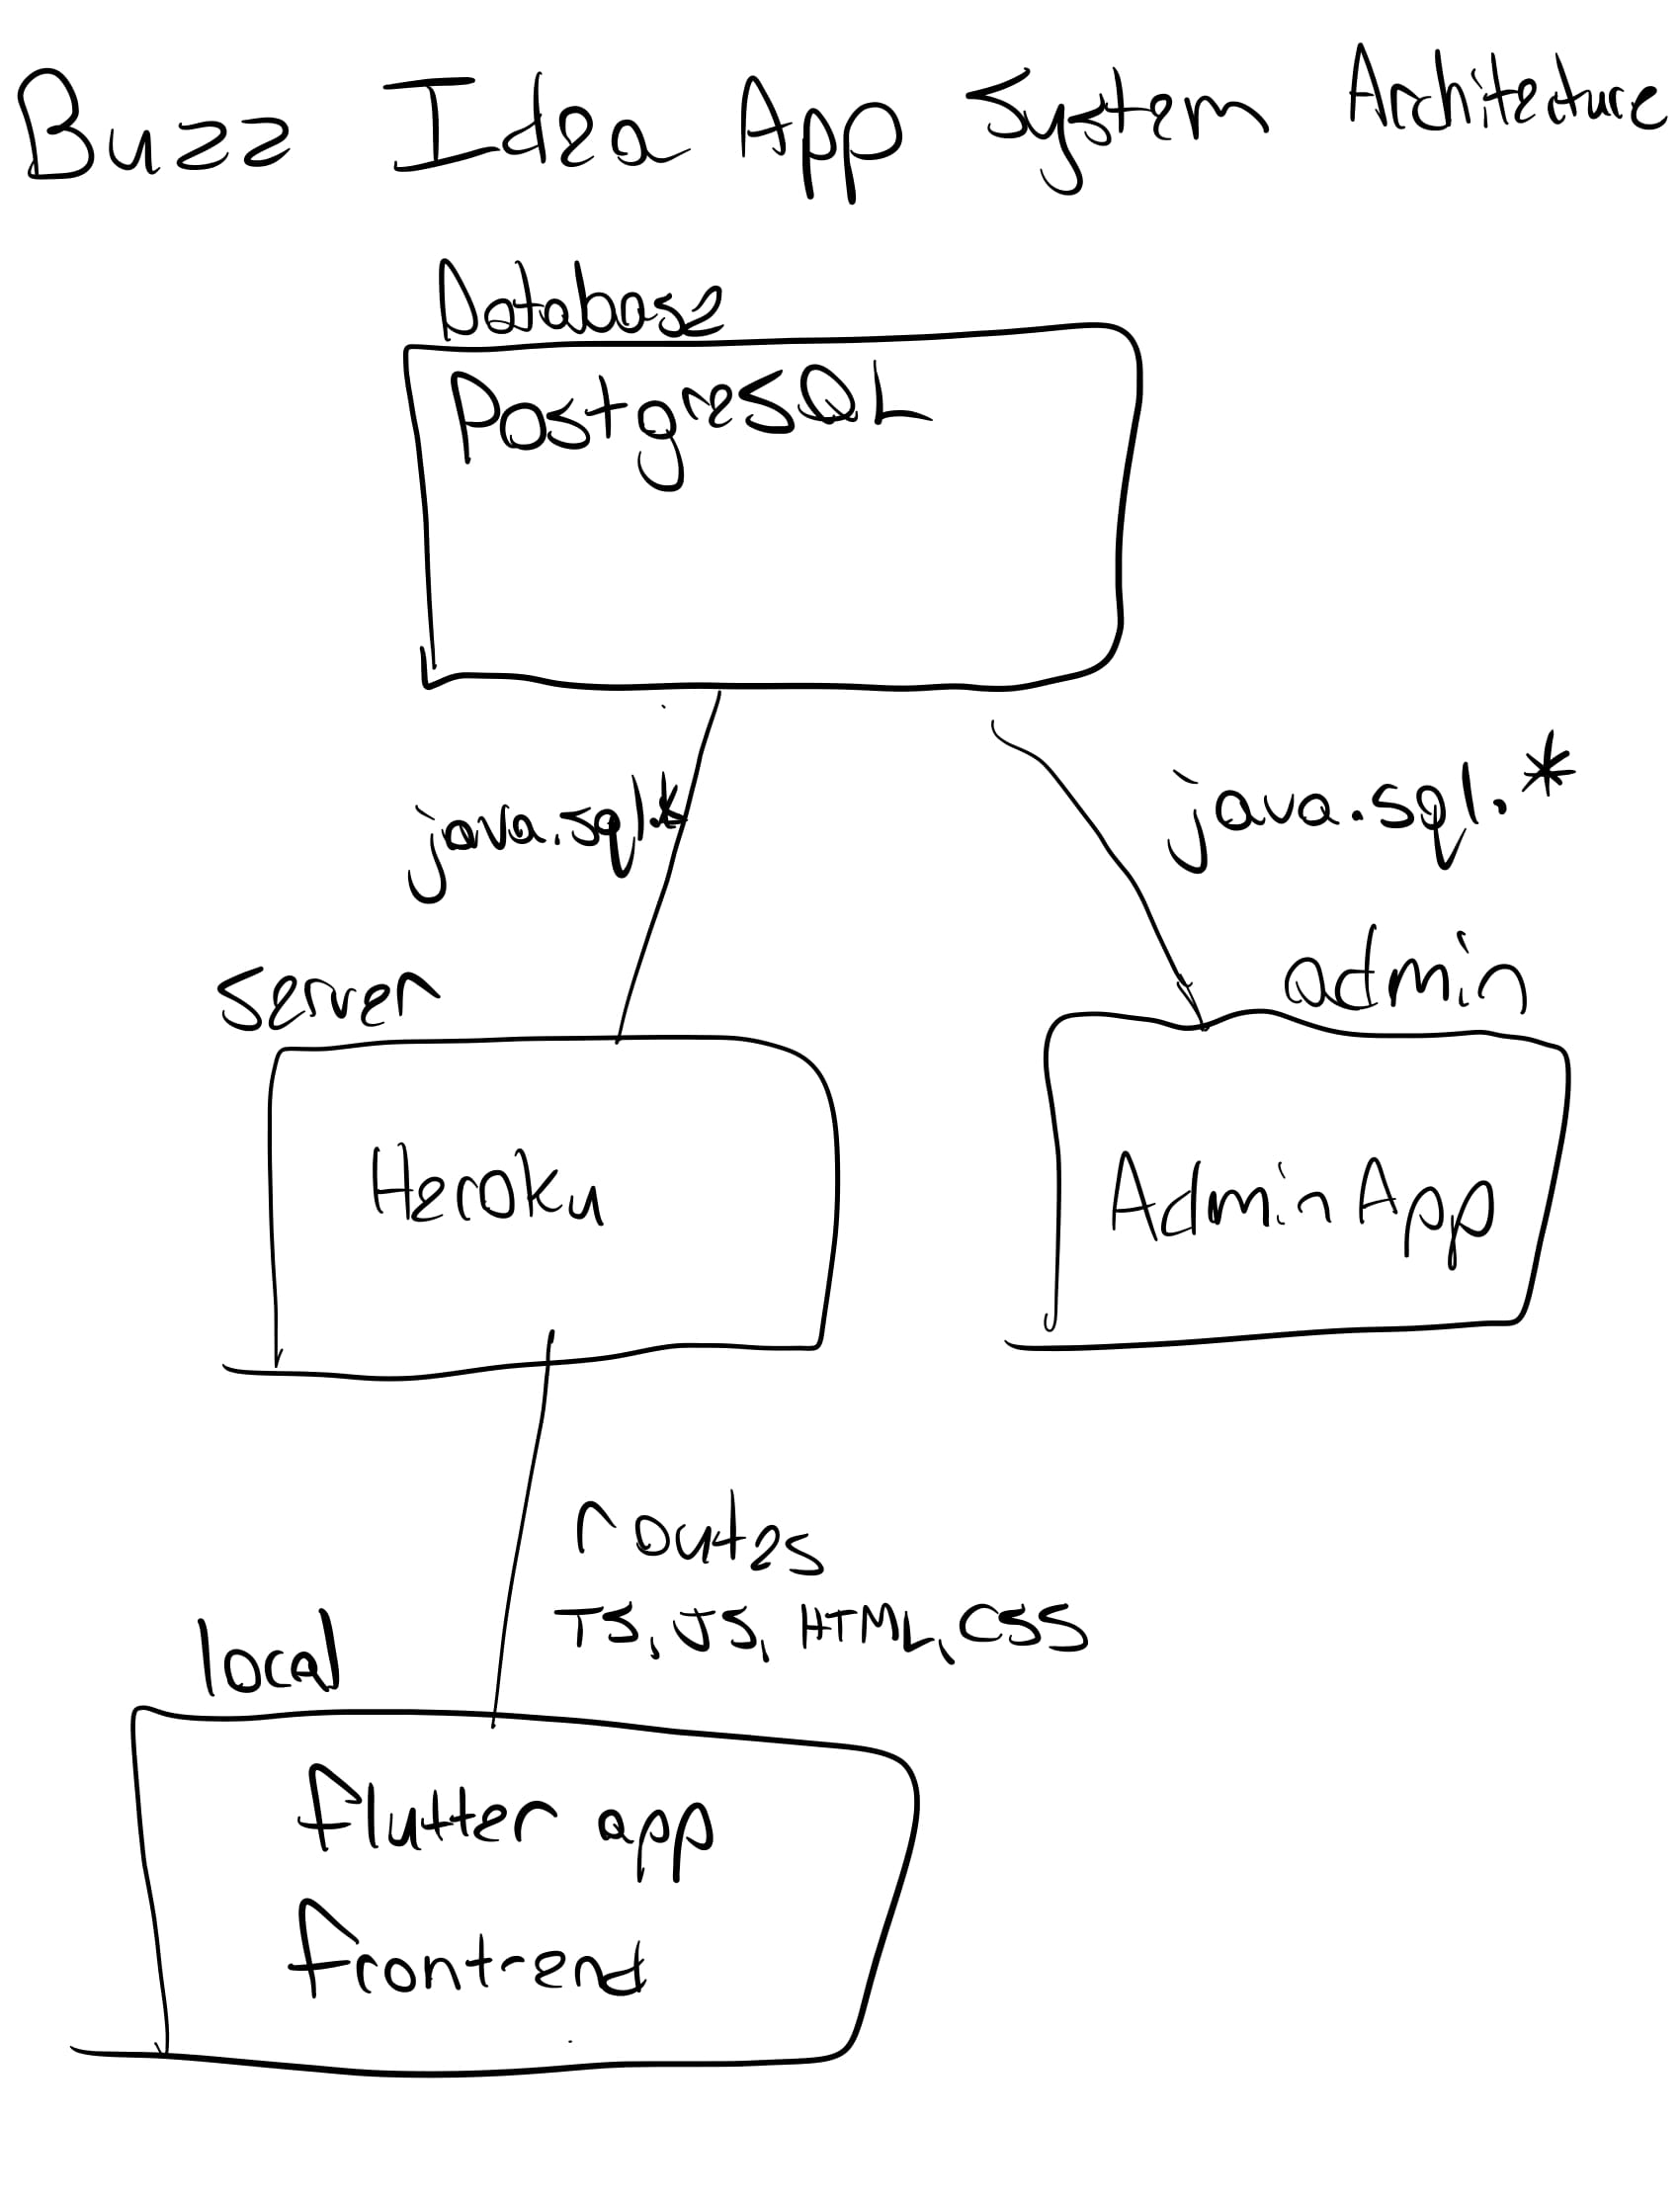 Buzz Idea App System Architecture
Database
PostgreSQL
java.sql.*
java.sql.*
server
admin
Heroku
Admin App
routes
TS, JS, HTML, CSS
local
flutter app
frontend